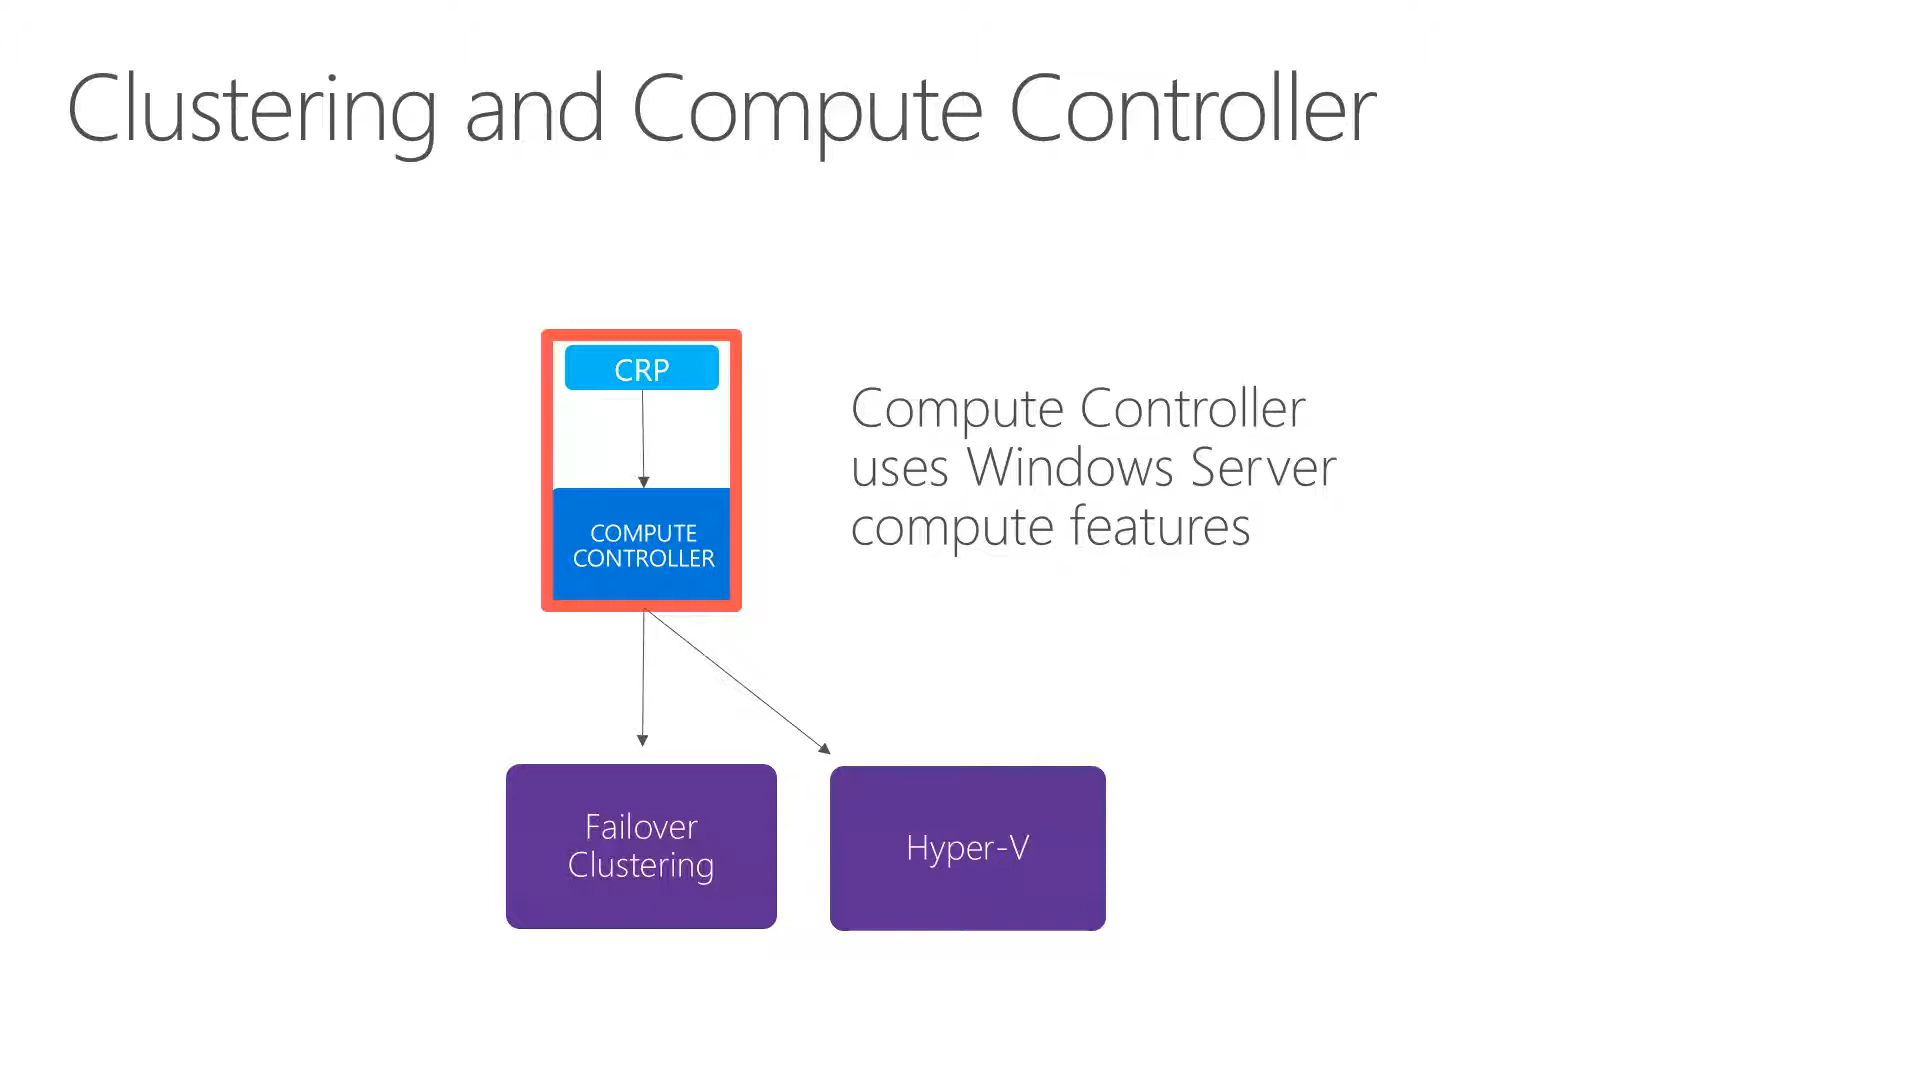 Clustering and Compute Controller
CRP
COMPUTE
CONTROLLER
Compute Controller
uses Windows Server
compute features
Failover
Clustering
Hyper-V